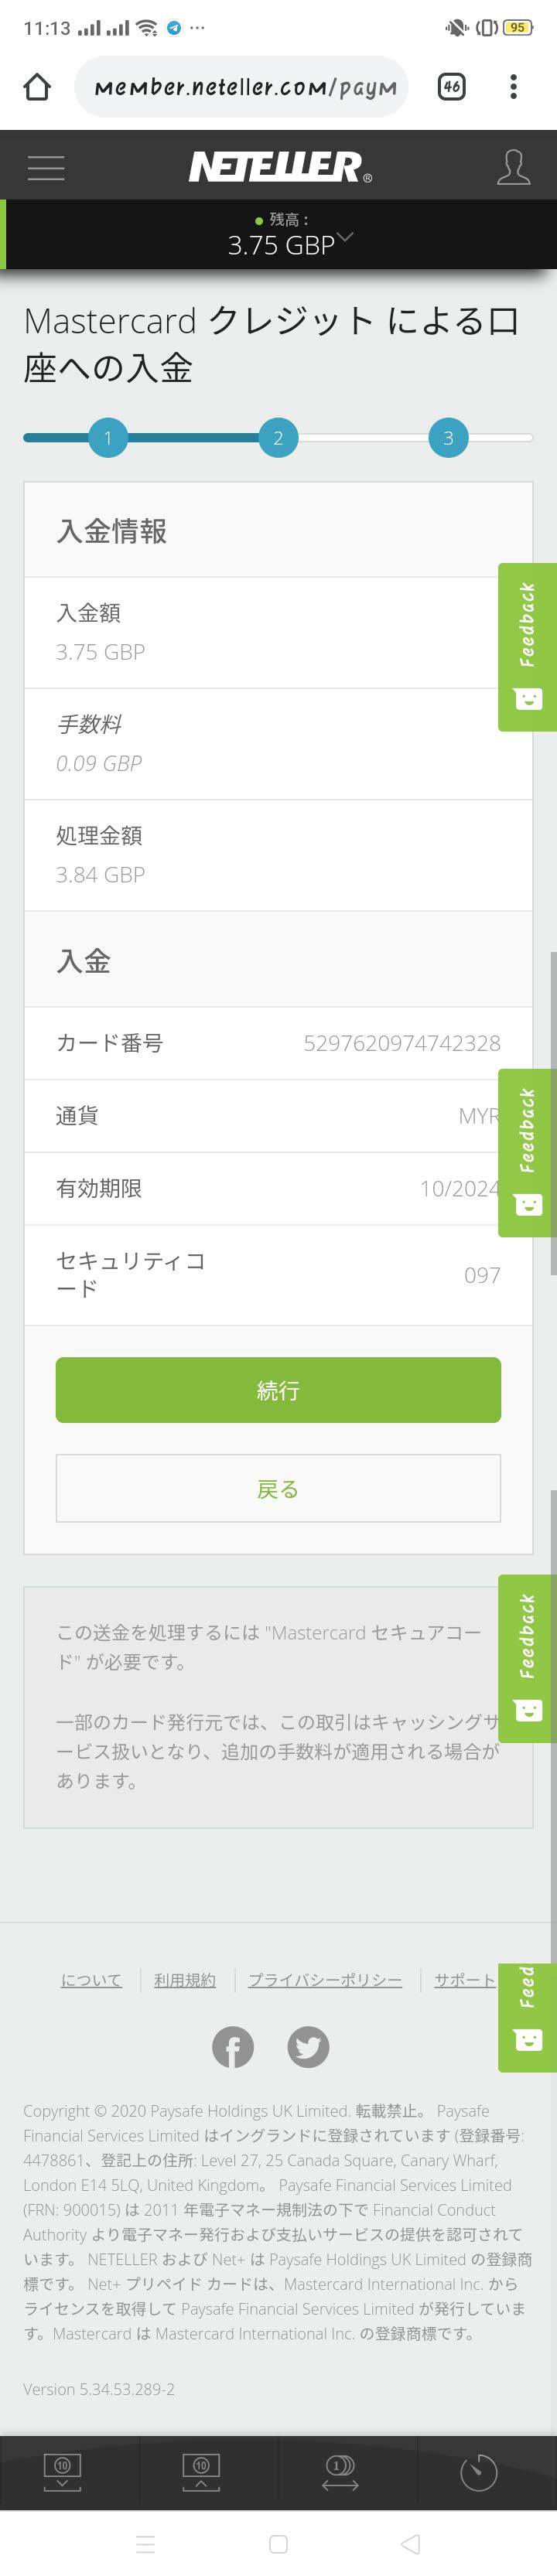 11:13
95
member.neteller.com/paym
46
NETELLER®
残高：
3.75 GBP
Mastercard クレジット による口
座への入金
1
2
3
入金情報
入金額
3.75 GBP
手数料
0.09 GBP
処理金額
3.84 GBP
Feedback
入金
カード番号 5297620974742328
通貨 MYR
Feedback
有効期限 10/2024
セキュリティコ
ード
097
続行
戻る
この送金を処理するには "Mastercard セキュアコー
ド" が必要です。
Feedback
一部のカード発行元では、この取引はキャッシングサ
ービス扱いとなり、追加の手数料が適用される場合が
あります。
について 利用規約 プライバシーポリシー サポート
Feed
Copyright © 2020 Paysafe Holdings UK Limited. 転載禁止。 Paysafe
Financial Services Limited はイングランドに登録されています (登録番号:
4478861、登記上の住所: Level 27, 25 Canada Square, Canary Wharf,
London E14 5LQ, United Kingdom。 Paysafe Financial Services Limited
(FRN: 900015) は 2011 年電子マネー規制法の下で Financial Conduct
Authority より電子マネー発行および支払いサービスの提供を認可されて
います。 NETELLER および Net+ は Paysafe Holdings UK Limited の登録商
標です。 Net+ プリペイド カードは、Mastercard International Inc. から
ライセンスを取得して Paysafe Financial Services Limited が発行していま
す。Mastercard は Mastercard International Inc. の登録商標です。
Version 5.34.53.289-2
10
10
1